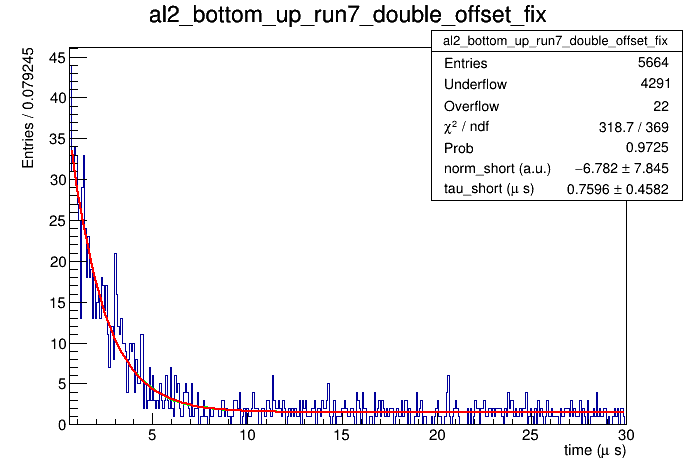 al2_bottom_up_run7_double_offset_fix
al2_bottom_up_run7_double_offset_fix
Entries 5664
Underflow 4291
Overflow 22
χ² / ndf 318.7 / 369
Prob 0.9725
norm_short (a.u.) −6.782 ± 7.845
tau_short (μ s) 0.7596 ± 0.4582
Entries / 0.079245
45
40
35
30
25
20
15
10
5
0
5 10 15 20 25 30
time (μ s)